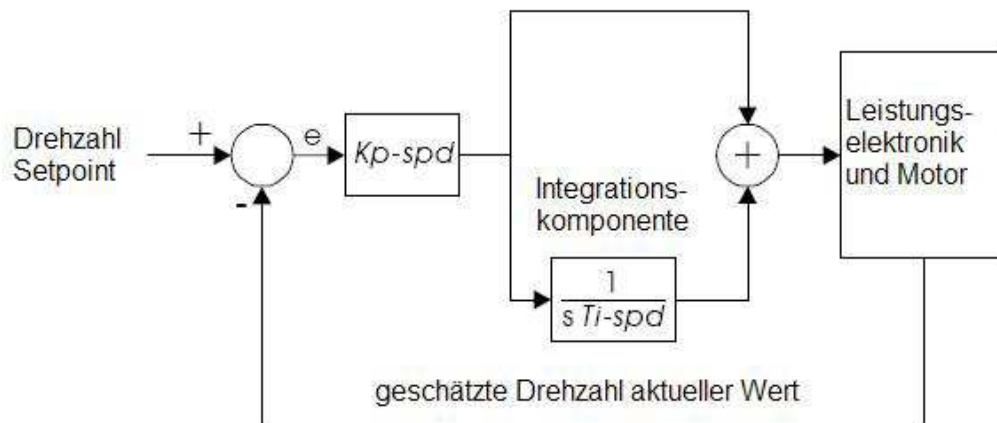 Drehzahl
Setpoint
+
-
e
Kp-spd
Integrations-
komponente
1
s Ti-spd
+
Leistungs-
elektronik
und Motor
geschätzte Drehzahl aktueller Wert